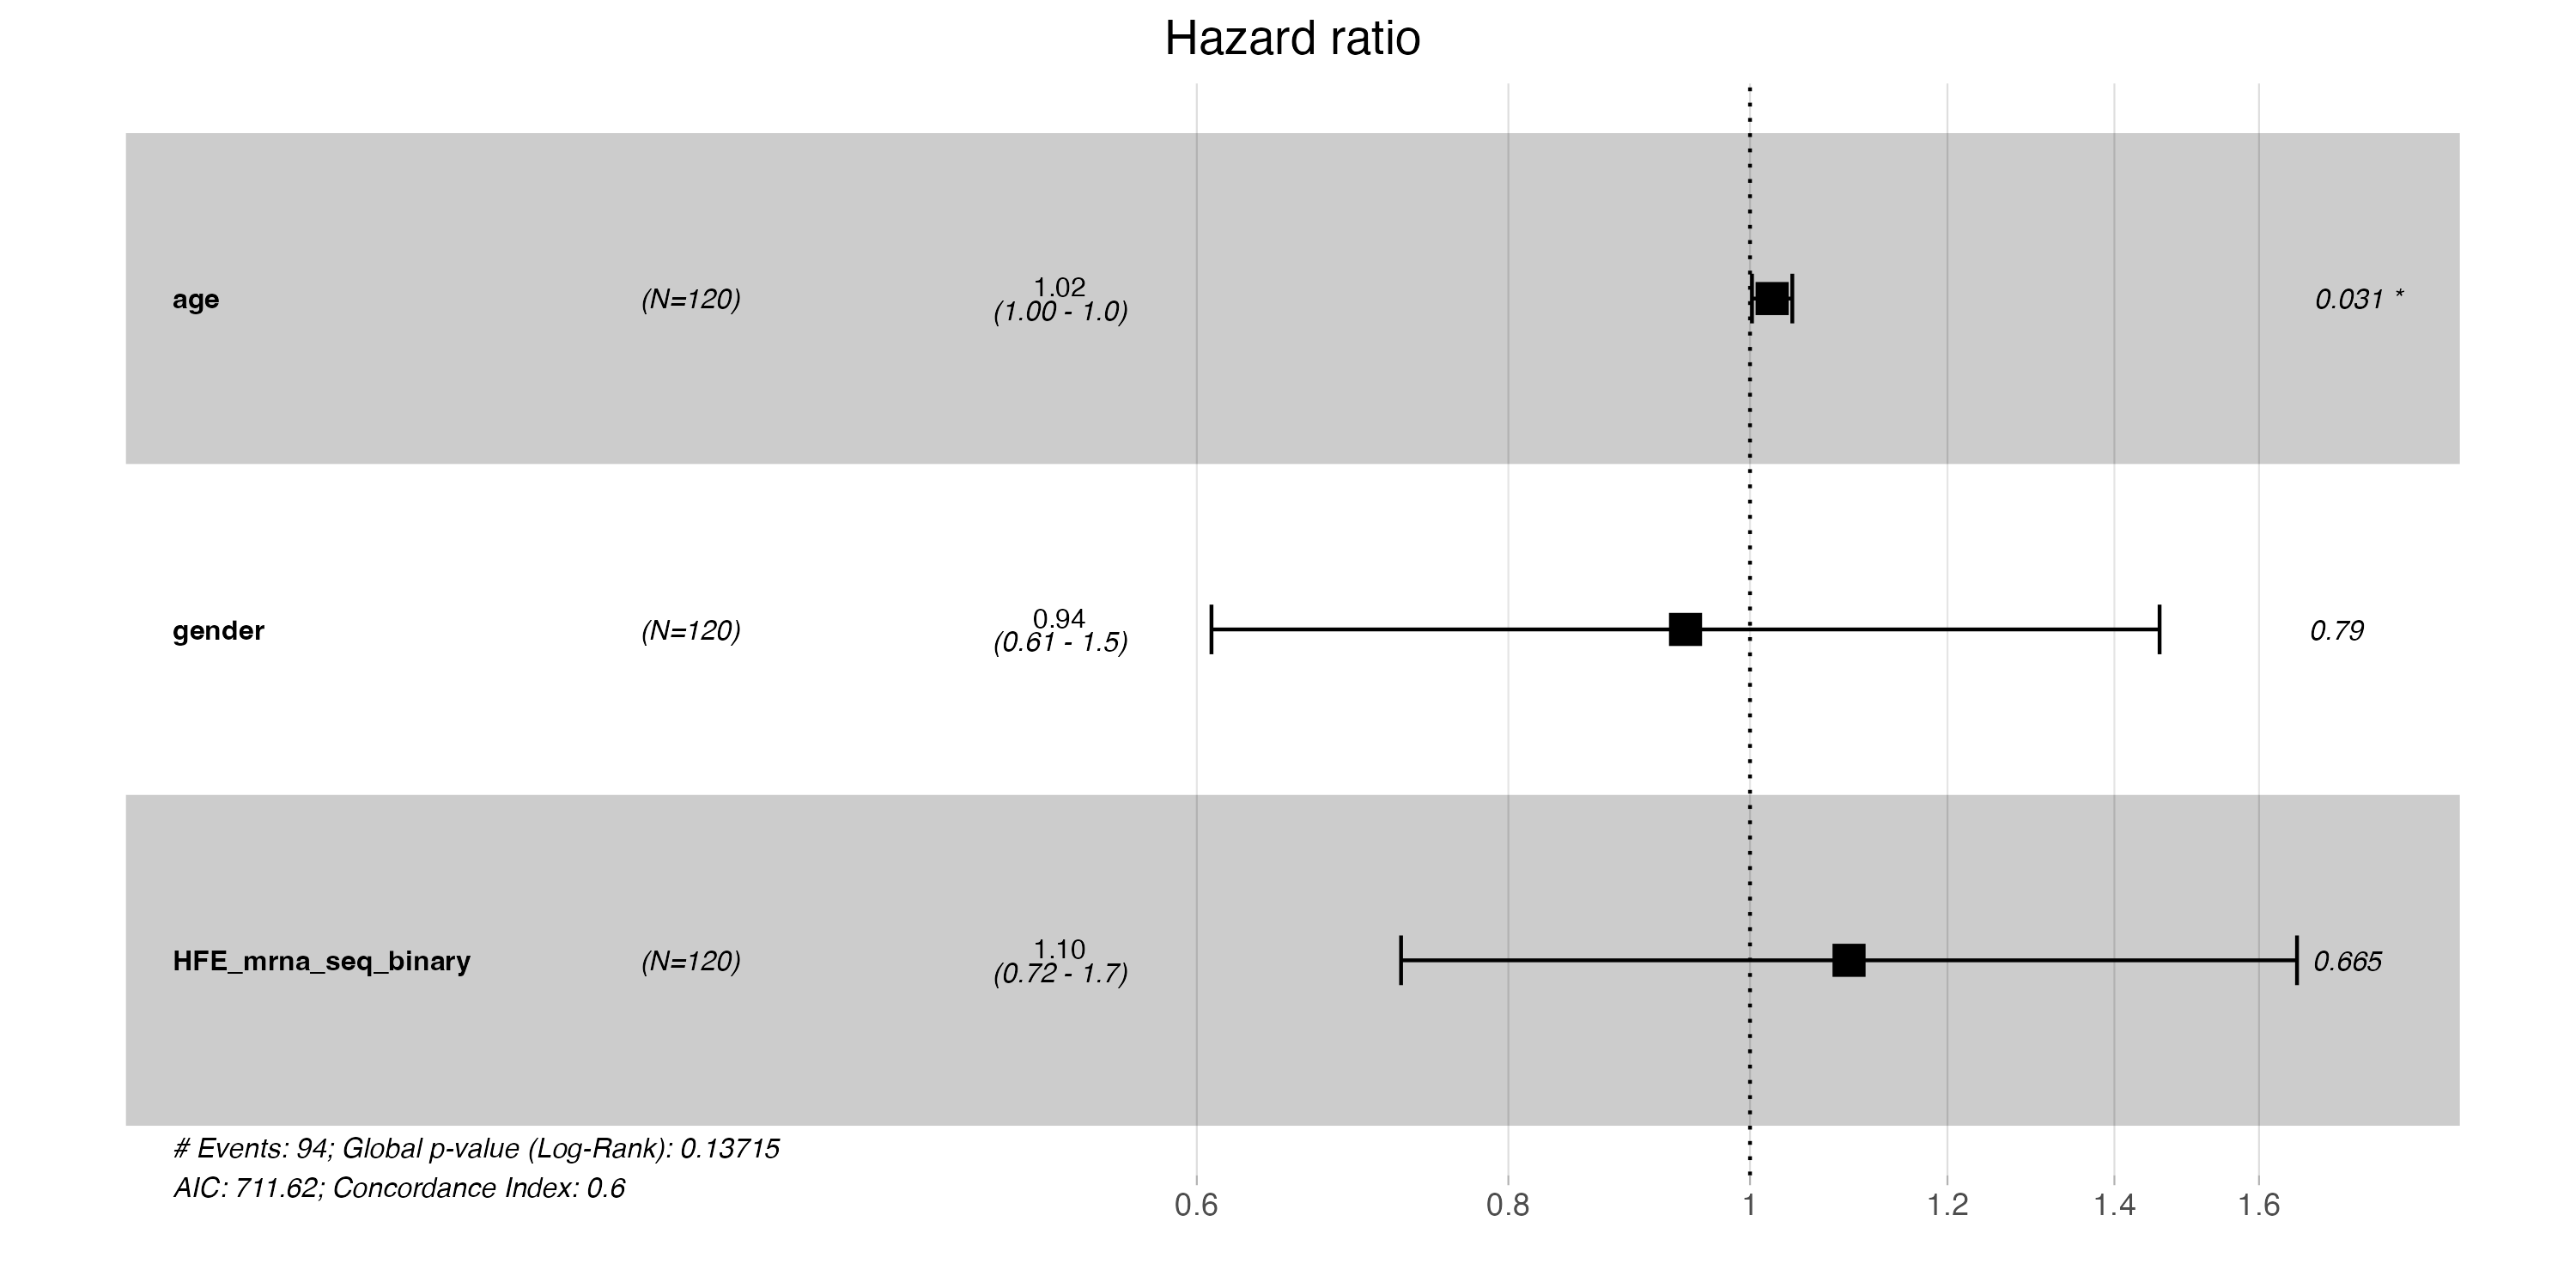 Hazard ratio
age (N=120) 1.02 0.031 *
(1.00 - 1.0)
gender (N=120) 0.94 0.79
(0.61 - 1.5)
HFE_mrna_seq_binary (N=120) 1.10 0.665
(0.72 - 1.7)
# Events: 94; Global p-value (Log-Rank): 0.13715
AIC: 711.62; Concordance Index: 0.6
0.6 0.8 1 1.2 1.4 1.6